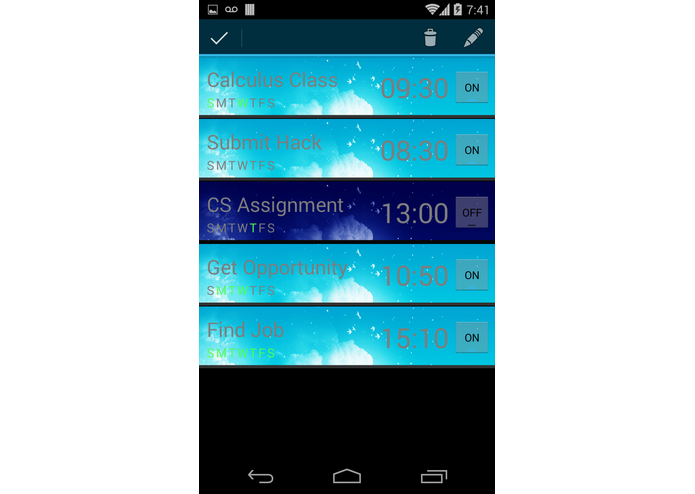 7:41
Calculus Class 09:30 ON
SMTWTFS
Submit Hack 08:30 ON
SMTWTFS
CS Assignment 13:00 OFF
SMTWTFS
Get Opportunity 10:50 ON
SMTWTFS
Find Job 15:10 ON
SMTWTFS